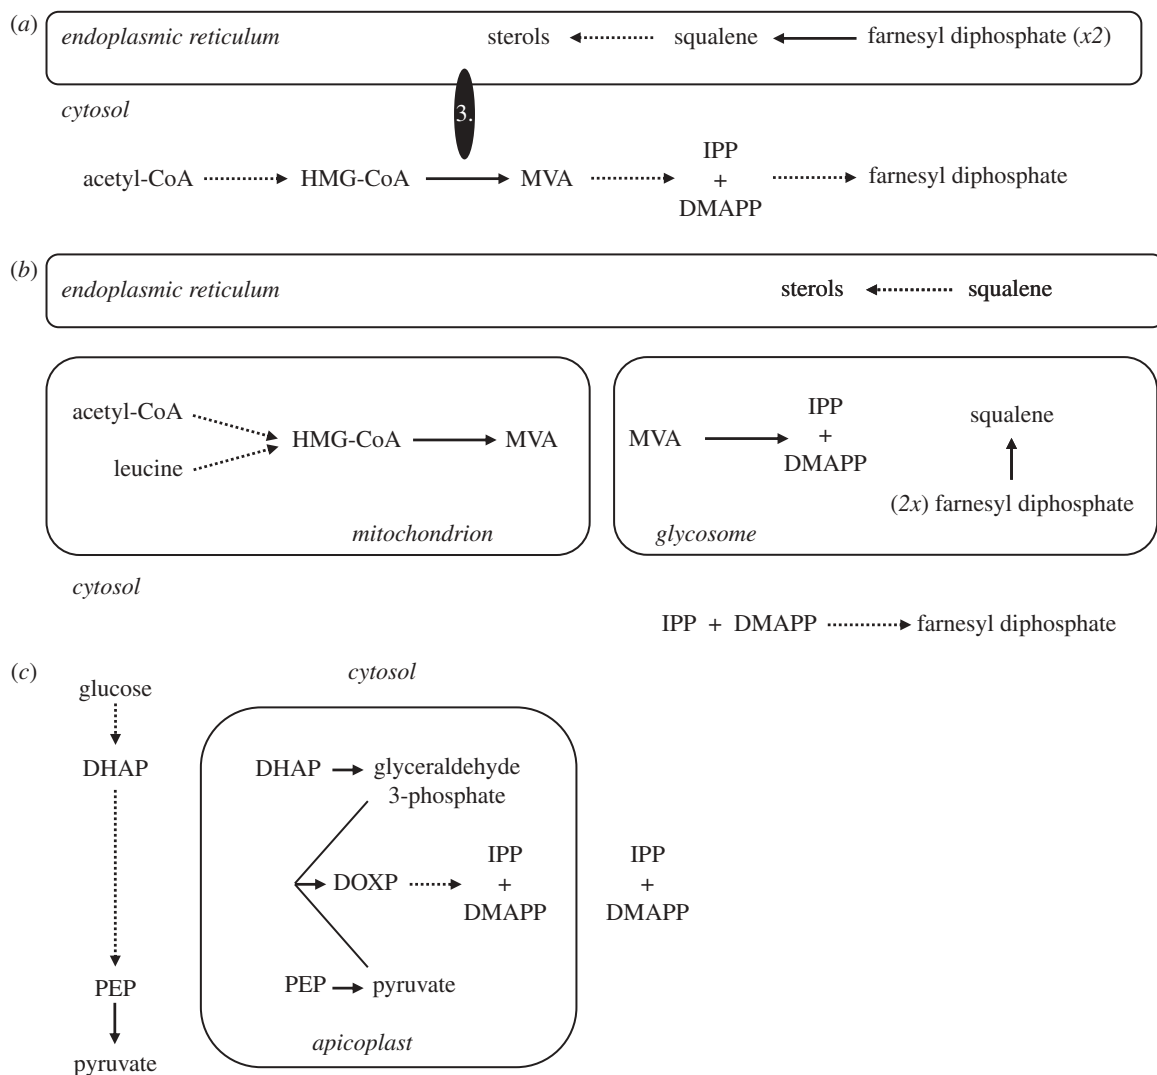 (a)
endoplasmic reticulum
sterols
squalene
farnesyl diphosphate (x2)
cytosol
3.
acetyl-CoA
HMG-CoA
MVA
IPP
+
DMAPP
farnesyl diphosphate
(b)
endoplasmic reticulum
sterols
squalene
acetyl-CoA
leucine
HMG-CoA
MVA
mitochondrion
MVA
IPP
+
DMAPP
squalene
(2x) farnesyl diphosphate
glycosome
cytosol
IPP + DMAPP
farnesyl diphosphate
(c)
glucose
DHAP
PEP
pyruvate
cytosol
DHAP
glyceraldehyde
3-phosphate
DOXP
IPP
+
DMAPP
PEP
pyruvate
apicoplast
IPP
+
DMAPP